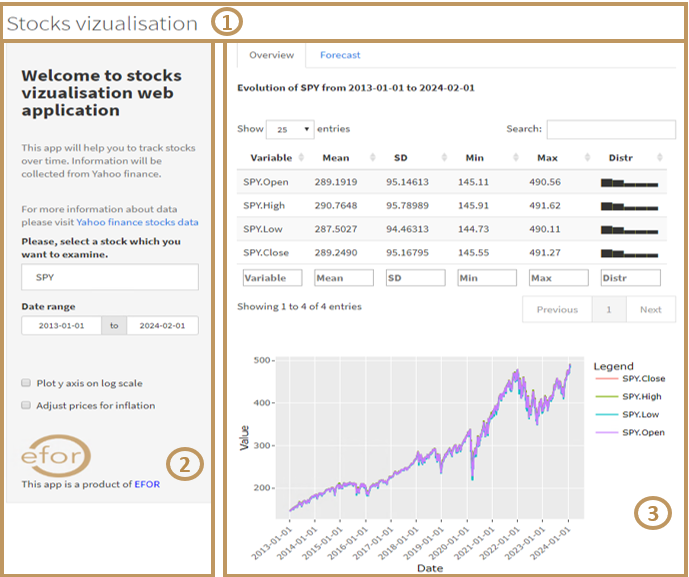 Stocks vizualisation
1
Welcome to stocks
vizualisation web
application
This app will help you to track stocks
over time. Information will be
collected from Yahoo finance.
For more information about data
please visit Yahoo finance stocks data
Please, select a stock which you
want to examine.
SPY
Date range
2013-01-01 to 2024-02-01
Plot y axis on log scale
Adjust prices for inflation
efor
2
This app is a product of EFOR
Overview Forecast
Evolution of SPY from 2013-01-01 to 2024-02-01
Show 25 entries Search:
Variable Mean SD Min Max Distr
SPY.Open 289.1919 95.14613 145.11 490.56
SPY.High 290.7648 95.78989 145.91 491.62
SPY.Low 287.5027 94.46313 144.73 490.11
SPY.Close 289.2490 95.16795 145.55 491.27
Variable Mean SD Min Max Distr
Showing 1 to 4 of 4 entries Previous 1 Next
500
400
300
200
Value
2013-01-01
2014-01-01
2015-01-01
2016-01-01
2017-01-01
2018-01-01
2019-01-01
2020-01-01
2021-01-01
2022-01-01
2023-01-01
2024-01-01
Date
Legend
SPY.Close
SPY.High
SPY.Low
SPY.Open
3